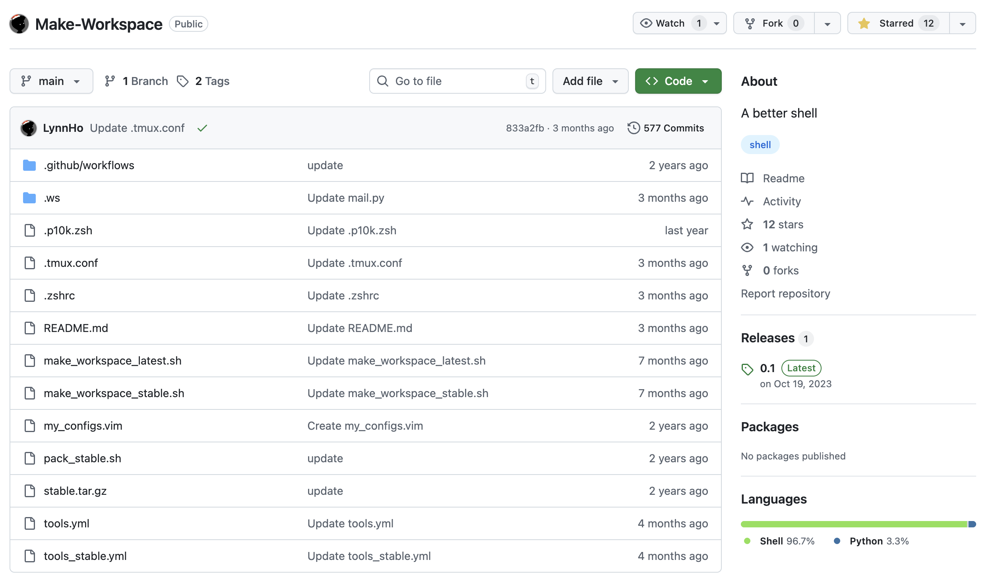 Make-Workspace Public Watch 1 Fork 0 Starred 12
main 1 Branch 2 Tags Go to file t Add file Code
LynnHo Update .tmux.conf 833a2fb · 3 months ago 577 Commits
.github/workflows update 2 years ago
.ws Update mail.py 3 months ago
.p10k.zsh Update .p10k.zsh last year
.tmux.conf Update .tmux.conf 3 months ago
.zshrc Update .zshrc 3 months ago
README.md Update README.md 3 months ago
make_workspace_latest.sh Update make_workspace_latest.sh 7 months ago
make_workspace_stable.sh Update make_workspace_stable.sh 7 months ago
my_configs.vim Create my_configs.vim 2 years ago
pack_stable.sh update 2 years ago
stable.tar.gz update 2 years ago
tools.yml Update tools.yml 4 months ago
tools_stable.yml Update tools_stable.yml 4 months ago
About
A better shell
shell
Readme
Activity
12 stars
1 watching
0 forks
Report repository
Releases 1
0.1 Latest
on Oct 19, 2023
Packages
No packages published
Languages
Shell 96.7% Python 3.3%